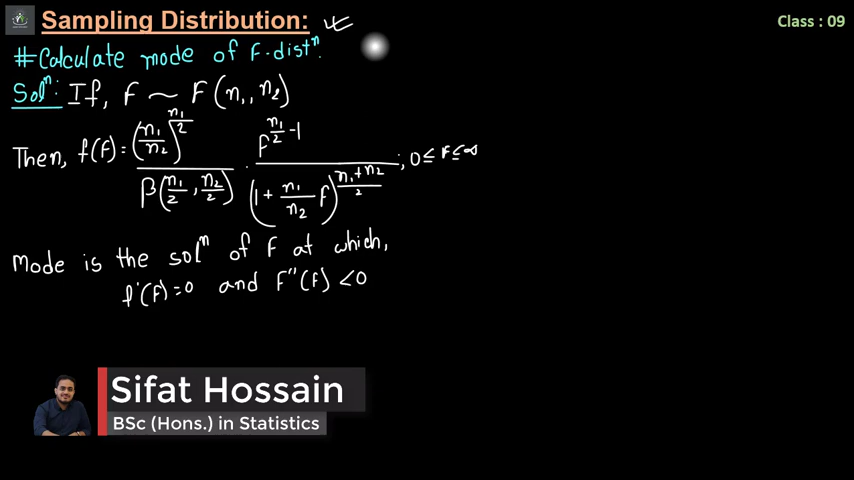 Sampling Distribution:
Class : 09
#Calculate mode of F-distⁿ.
Solⁿ: If, F ~ F(n₁, n₂)
Then, f(F) = (n₁/n₂)^(n₁/2) / β(n₁/2, n₂/2) · F^(n₁/2 -1) / (1 + n₁/n₂ F)^((n₁+n₂)/2) ; 0 ≤ F ≤ ∞
Mode is the solⁿ of F at which,
f'(F) = 0 and F''(F) < 0
Sifat Hossain
BSc (Hons.) in Statistics